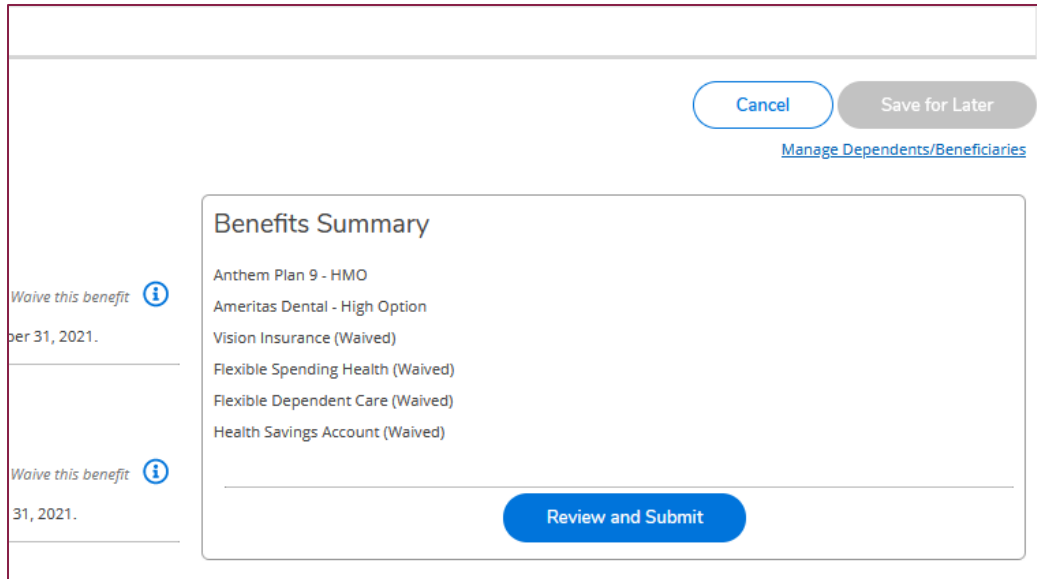 Cancel
Save for Later
Manage Dependents/Beneficiaries
Benefits Summary
Anthem Plan 9 - HMO
Ameritas Dental - High Option
Vision Insurance (Waived)
Flexible Spending Health (Waived)
Flexible Dependent Care (Waived)
Health Savings Account (Waived)
Review and Submit
Waive this benefit
31, 2021.
Waive this benefit
31, 2021.